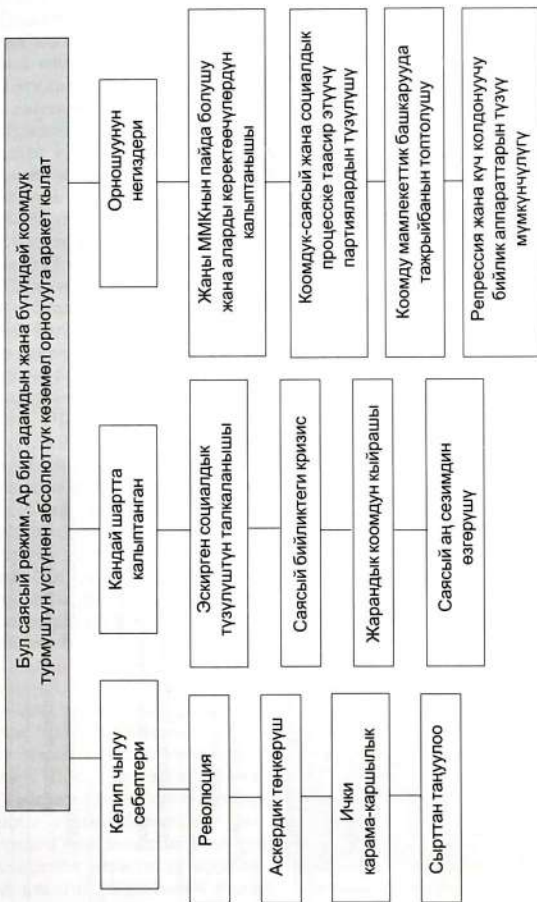 Бул саясый режим. Ар бир адамдын жана бүтүндөй коомдук
турмуштун үстүнөн абсолюттук көзөмөл орнотууга аракет кылат
Келип чыгуу
себептери
Революция
Аскердик төңкөрүш
Ички
карама-каршылык
Сырттан таңуулоо
Кандай шартта
калыптанган
Эскирген социалдык
түзүлүштүн талкаланышы
Саясый бийликтеги кризис
Жарандык коомдун кыйрашы
Саясый аң сезимдин
өзгөрүшү
Орношуунун
негиздери
Жаңы ММКнын пайда болушу
жана аларды керектөөчүлөрдүн
калыптанышы
Коомдук-саясый жана социалдык
процесске таасир этүүчү
партиялардын түзүлүшү
Коомду мамлекеттик башкарууда
тажрыйбанын топтолушу
Репрессия жана күч колдонуучу
бийлик аппараттарын түзүү
мүмкүнчүлүгү